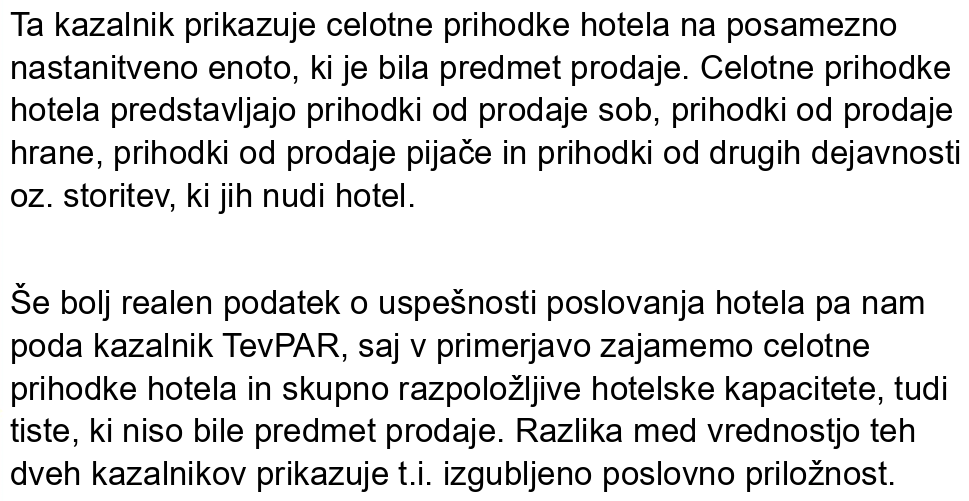 Ta kazalnik prikazuje celotne prihodke hotela na posamezno
nastanitveno enoto, ki je bila predmet prodaje. Celotne prihodke
hotela predstavljajo prihodki od prodaje sob, prihodki od prodaje
hrane, prihodki od prodaje pijače in prihodki od drugih dejavnosti
oz. storitev, ki jih nudi hotel.
Še bolj realen podatek o uspešnosti poslovanja hotela pa nam
poda kazalnik TevPAR, saj v primerjavo zajamemo celotne
prihodke hotela in skupno razpoložljive hotelske kapacitete, tudi
tiste, ki niso bile predmet prodaje. Razlika med vrednostjo teh
dveh kazalnikov prikazuje t.i. izgubljeno poslovno priložnost.